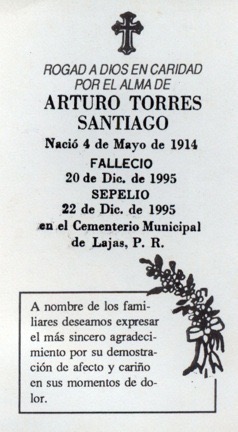 ROGAD A DIOS EN CARIDAD
POR EL ALMA DE
ARTURO TORRES
SANTIAGO
Nació 4 de Mayo de 1914
FALLECIO
20 de Dic. de 1995
SEPELIO
22 de Dic. de 1995
en el Cementerio Municipal
de Lajas, P. R.
A nombre de los fami-
liares deseamos expresar
el más sincero agradeci-
miento por su demostra-
ción de afecto y cariño
en sus momentos de do-
lor.